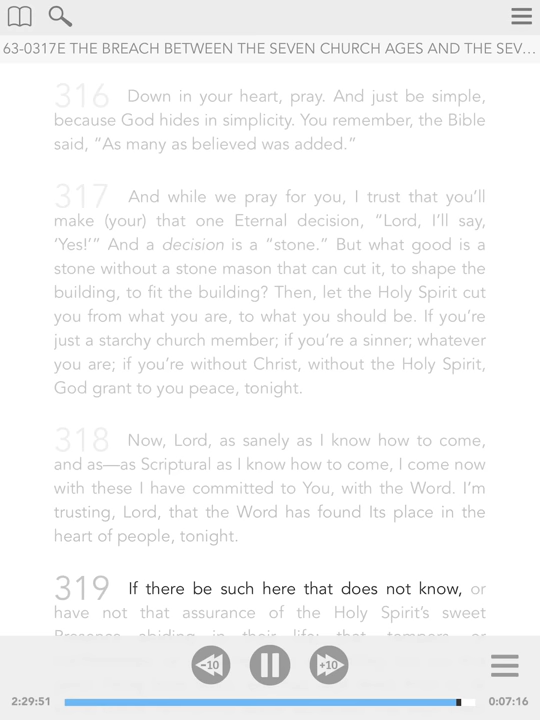 63-0317E THE BREACH BETWEEN THE SEVEN CHURCH AGES AND THE SEV...
316 Down in your heart, pray. And just be simple,
because God hides in simplicity. You remember, the Bible
said, “As many as believed was added.”
317 And while we pray for you, I trust that you’ll
make (your) that one Eternal decision, “Lord, I’ll say,
‘Yes!’” And a decision is a “stone.” But what good is a
stone without a stone mason that can cut it, to shape the
building, to fit the building? Then, let the Holy Spirit cut
you from what you are, to what you should be. If you’re
just a starchy church member; if you’re a sinner; whatever
you are; if you’re without Christ, without the Holy Spirit,
God grant to you peace, tonight.
318 Now, Lord, as sanely as I know how to come,
and as—as Scriptural as I know how to come, I come now
with these I have committed to You, with the Word. I’m
trusting, Lord, that the Word has found Its place in the
heart of people, tonight.
319 If there be such here that does not know, or
have not that assurance of the Holy Spirit’s sweet
Presence abiding in their life; that temper, or
-10 +10
2:29:51 0:07:16